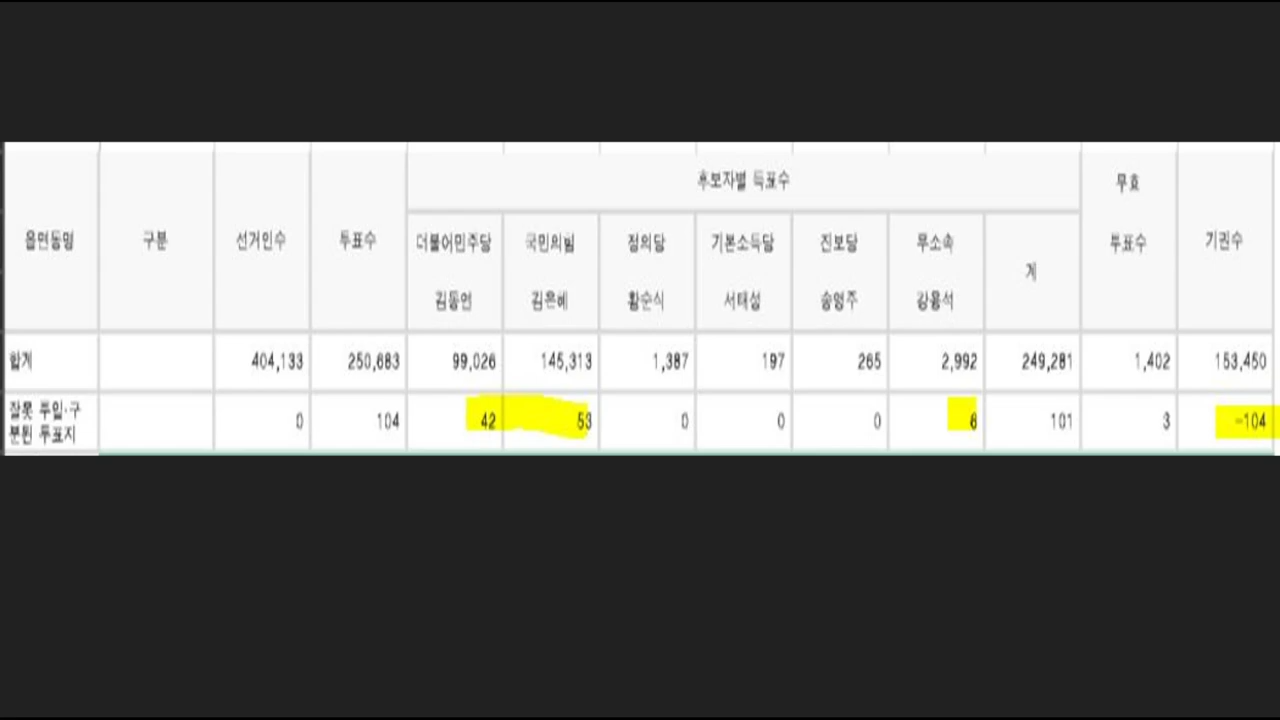 후보자별 득표수
무효
읍면동명 구분 선거인수 투표수 더불어민주당 국민의힘 정의당 기본소득당 진보당 무소속 계 투표수 기권수
김동연 김은혜 황순식 서태성 송영주 강용석
합계 404,133 250,683 99,026 145,313 1,387 197 265 2,992 249,281 1,402 153,450
잘못 투입·구
분된 투표지 0 104 42 53 0 0 0 6 101 3 -104